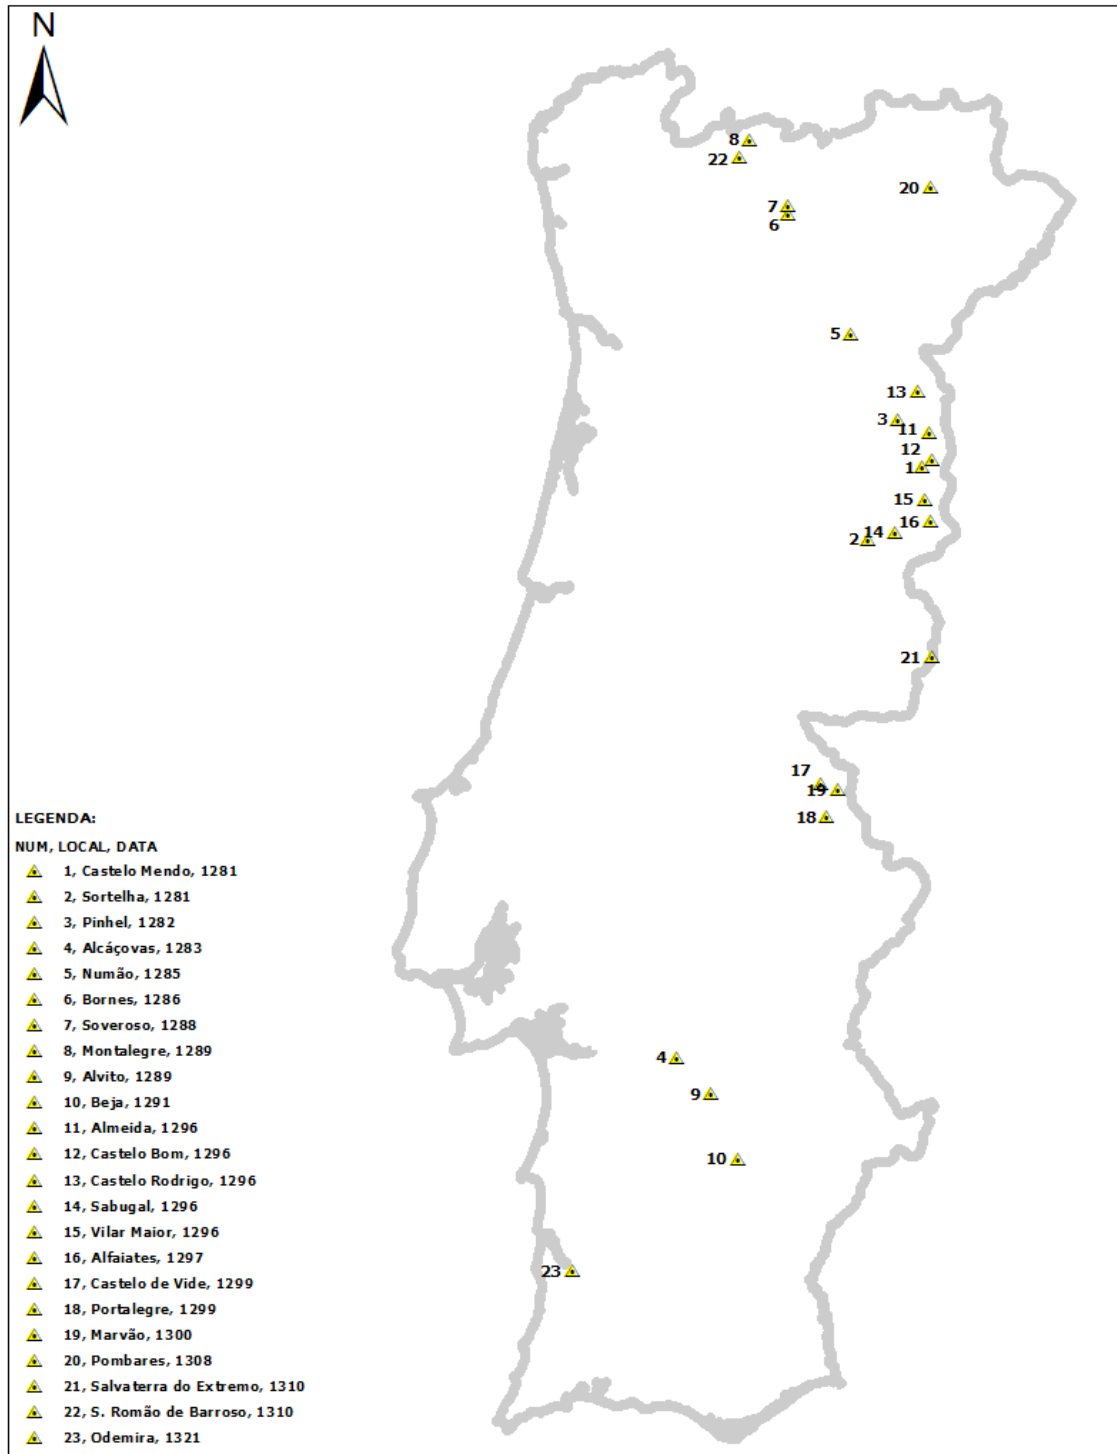 N
8
22
20
7
6
5
13
3
11
12
1
15
16
14
2
21
17
19
18
4
9
10
23
LEGENDA:
NUM, LOCAL, DATA
1, Castelo Mendo, 1281
2, Sortelha, 1281
3, Pinhel, 1282
4, Alcáçovas, 1283
5, Numão, 1285
6, Bornes, 1286
7, Soveroso, 1288
8, Montalegre, 1289
9, Alvito, 1289
10, Beja, 1291
11, Almeida, 1296
12, Castelo Bom, 1296
13, Castelo Rodrigo, 1296
14, Sabugal, 1296
15, Vilar Maior, 1296
16, Alfaiates, 1297
17, Castelo de Vide, 1299
18, Portalegre, 1299
19, Marvão, 1300
20, Pombares, 1308
21, Salvaterra do Extremo, 1310
22, S. Romão de Barroso, 1310
23, Odemira, 1321